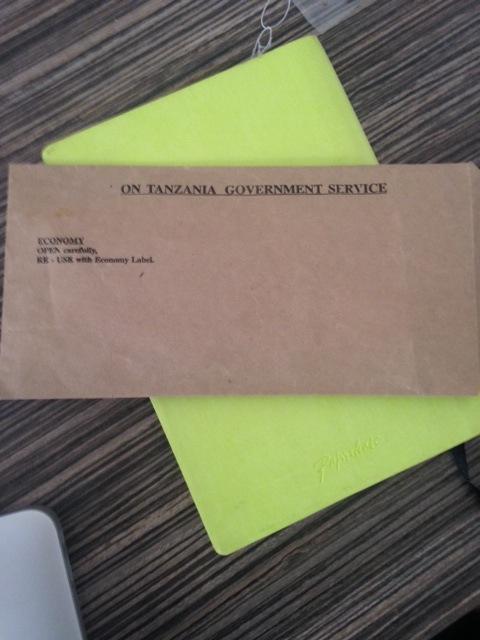 ON TANZANIA GOVERNMENT SERVICE
ECONOMY
OPEN carefully,
RE - USE with Economy Label.